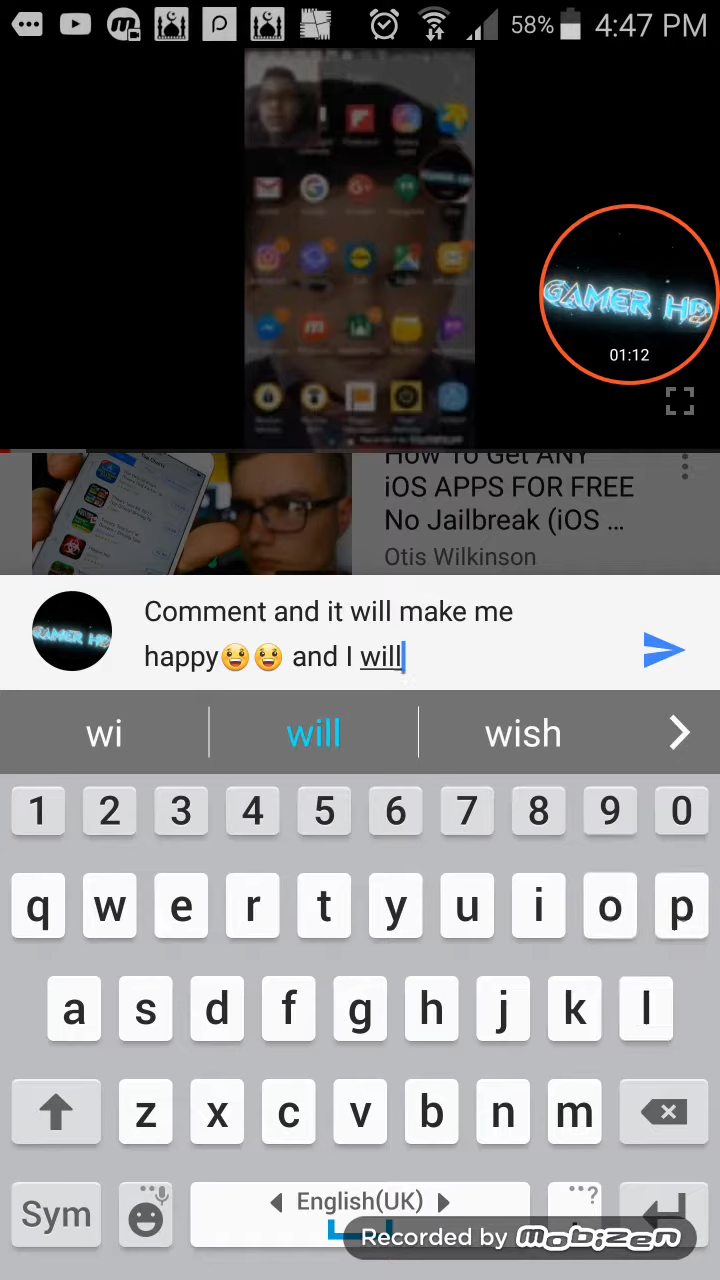 58% 4:47 PM
GAMER HD
01:12
How To Get ANY
iOS APPS FOR FREE
No Jailbreak (iOS ...
Otis Wilkinson
GAMER HD
Comment and it will make me
happy😀😀 and I will
wi will wish
1 2 3 4 5 6 7 8 9 0
q w e r t y u i o p
a s d f g h j k l
z x c v b n m
Sym English(UK) ?
Recorded by mobizen